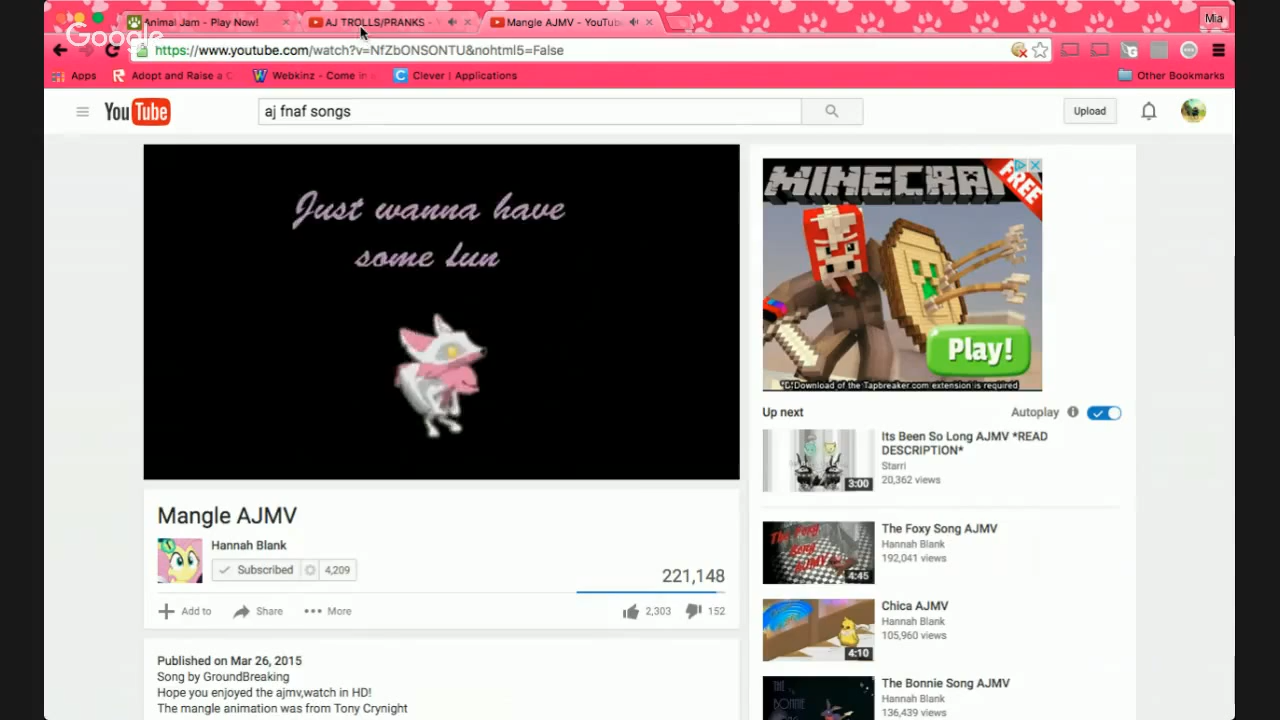 Animal Jam - Play Now!
AJ TROLLS/PRANKS -
Mangle AJMV - YouTube
Mia
Google
https://www.youtube.com/watch?v=NfZbONSONTU&nohtml5=False
Apps
Adopt and Raise a C
Webkinz - Come in
Clever | Applications
Other Bookmarks
YouTube
aj fnaf songs
Upload
Just wanna have
some fun
MINECRAF
FREE
Play!
Download of the Tapbreaker.com extension is required
Up next
Autoplay
Its Been So Long AJMV *READ
DESCRIPTION*
Starri
20,362 views
3:00
Mangle AJMV
Hannah Blank
Subscribed
4,209
221,148
Add to
Share
More
2,303
152
The Foxy Song AJMV
Hannah Blank
192,041 views
4:45
Chica AJMV
Hannah Blank
105,960 views
4:10
The Bonnie Song AJMV
Hannah Blank
136,439 views
Published on Mar 26, 2015
Song by GroundBreaking
Hope you enjoyed the ajmv,watch in HD!
The mangle animation was from Tony Crynight